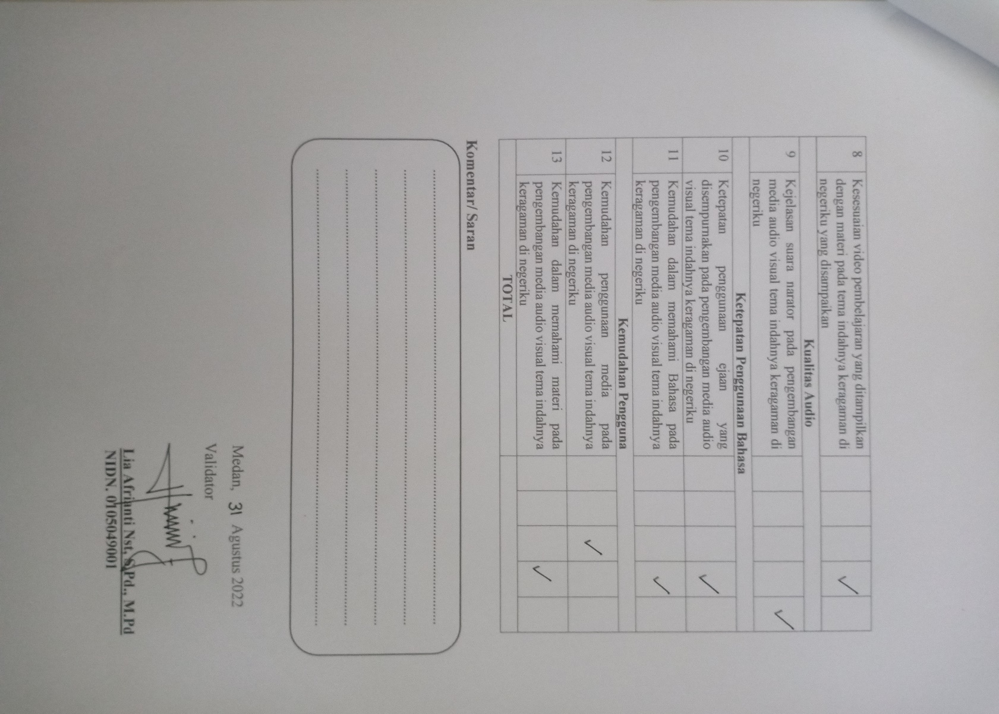 8 Kesesuaian video pembelajaran yang ditampilkan
dengan materi pada tema indahnya keragaman di
negeriku yang disampaikan ✓
Kualitas Audio
9 Kejelasan suara narator pada pengembangan
media audio visual tema indahnya keragaman di
negeriku ✓
Ketepatan Penggunaan Bahasa
10 Ketepatan penggunaan ejaan yang
disempurnakan pada pengembangan media audio
visual tema indahnya keragaman di negeriku ✓
11 Kemudahan dalam memahami Bahasa pada
pengembangan media audio visual tema indahnya
keragaman di negeriku ✓
Kemudahan Pengguna
12 Kemudahan penggunaan media pada
pengembangan media audio visual tema indahnya
keragaman di negeriku ✓
13 Kemudahan dalam memahami materi pada
pengembangan media audio visual tema indahnya
keragaman di negeriku ✓
TOTAL
Komentar/ Saran
Medan, 31 Agustus 2022
Validator
Lia Afrianti Nst, S.Pd., M.Pd
NIDN. 0105049001